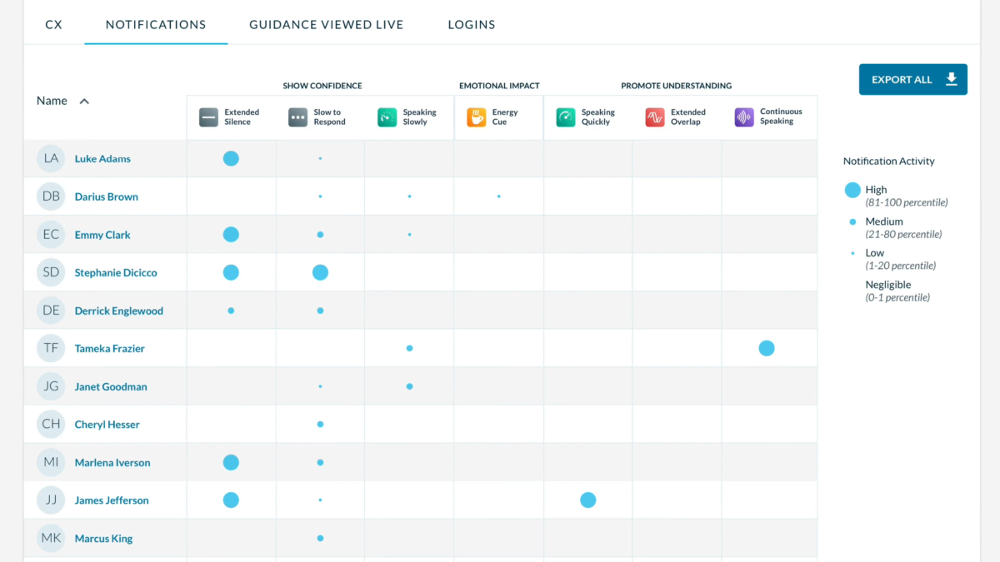 CX NOTIFICATIONS GUIDANCE VIEWED LIVE LOGINS
EXPORT ALL
Name
SHOW CONFIDENCE EMOTIONAL IMPACT PROMOTE UNDERSTANDING
Extended Silence
Slow to Respond
Speaking Slowly
Energy Cue
Speaking Quickly
Extended Overlap
Continuous Speaking
LA Luke Adams
DB Darius Brown
EC Emmy Clark
SD Stephanie Dicicco
DE Derrick Englewood
TF Tameka Frazier
JG Janet Goodman
CH Cheryl Hesser
MI Marlena Iverson
JJ James Jefferson
MK Marcus King
Notification Activity
High
(81-100 percentile)
Medium
(21-80 percentile)
Low
(1-20 percentile)
Negligible
(0-1 percentile)